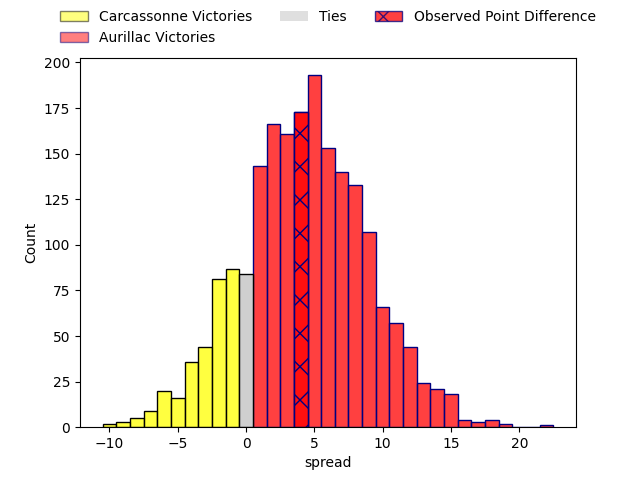 Carcassonne Victories Ties Observed Point Difference
Aurillac Victories
200
175
150
125
100
75
50
25
0
Count
−10 −5 0 5 10 15 20
spread